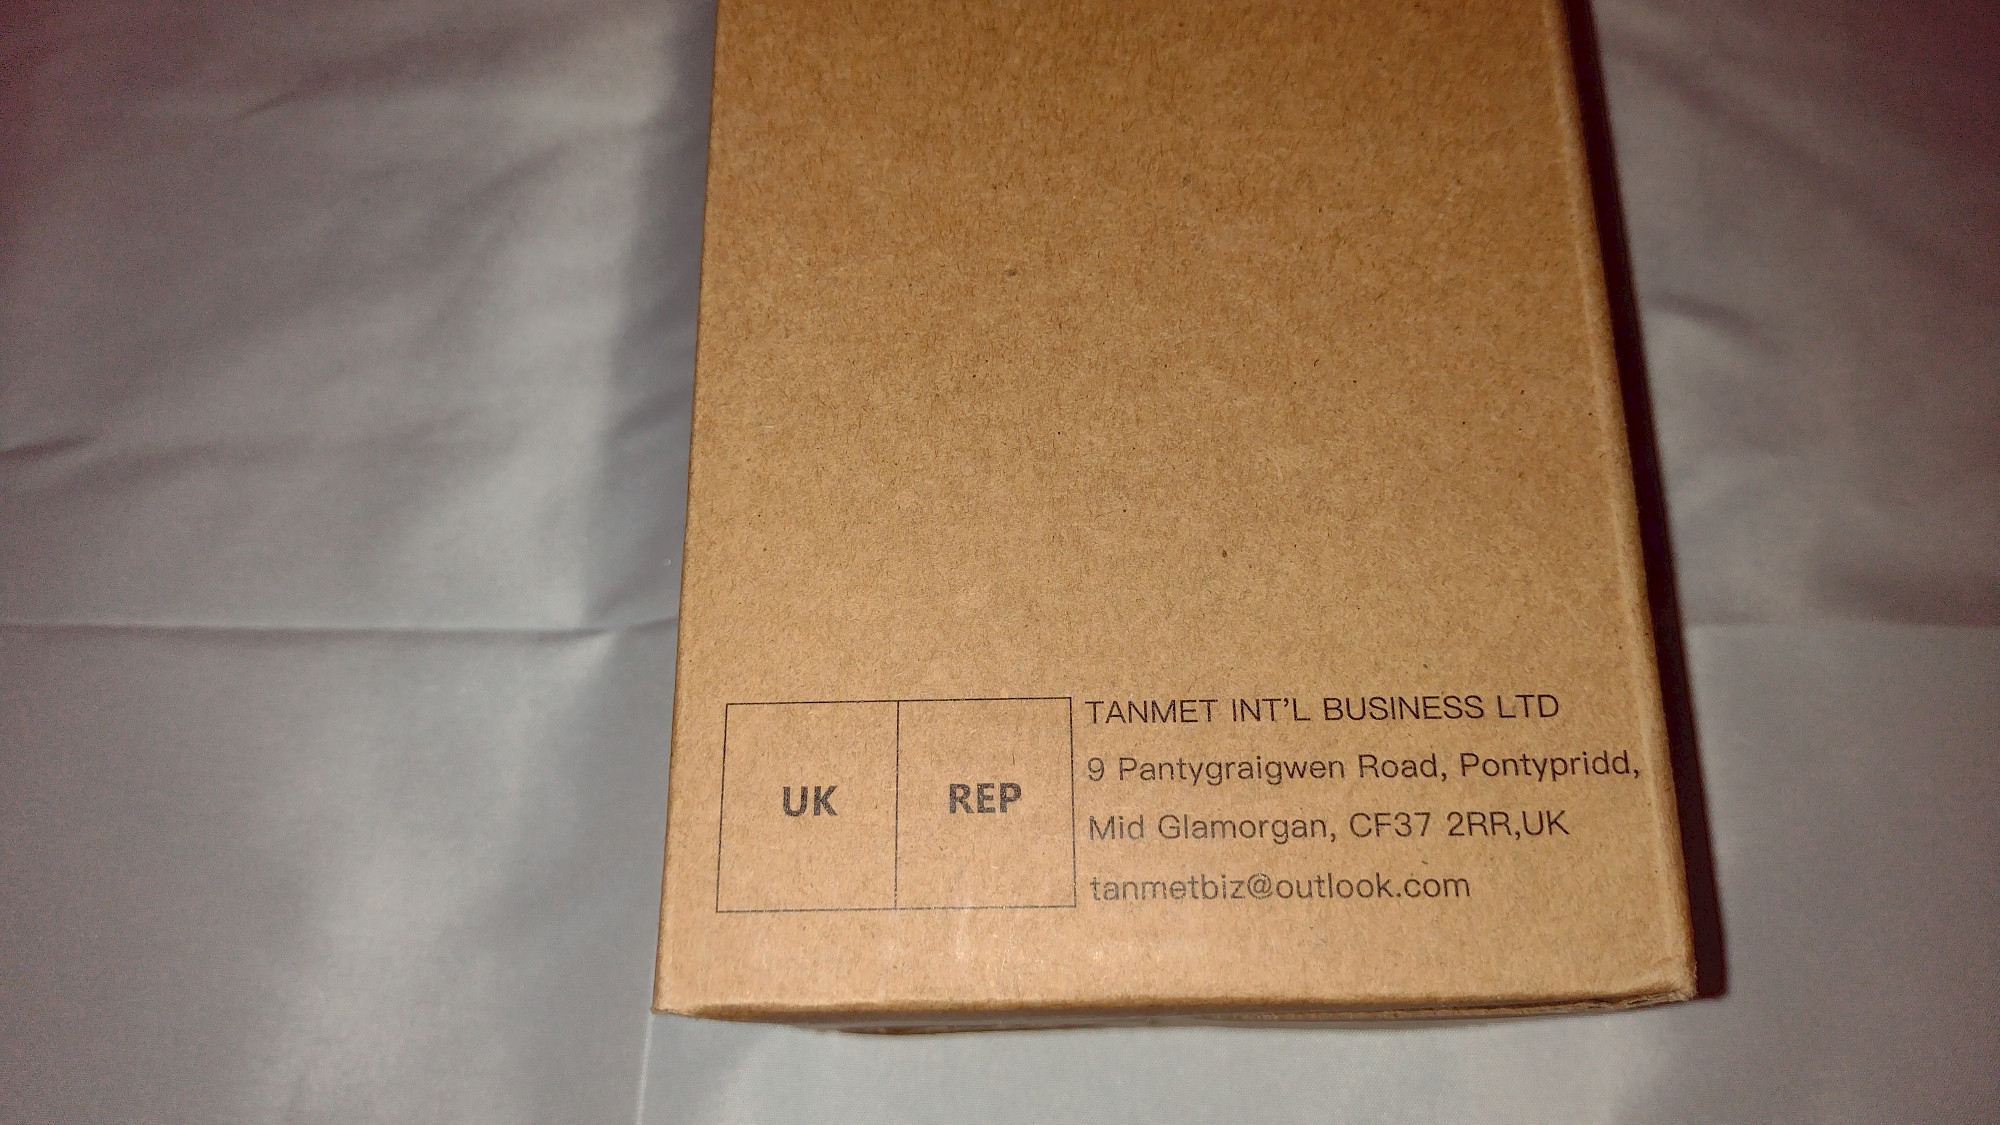 UK REP
TANMET INT'L BUSINESS LTD
9 Pantygraigwen Road, Pontypridd,
Mid Glamorgan, CF37 2RR,UK
tanmetbiz@outlook.com